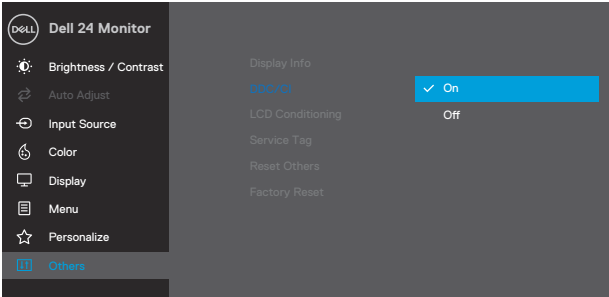 DELL
Dell 24 Monitor
Brightness / Contrast
Auto Adjust
Input Source
Color
Display
Menu
Personalize
Others
Display Info
DDC/CI
LCD Conditioning
Service Tag
Reset Others
Factory Reset
On
Off